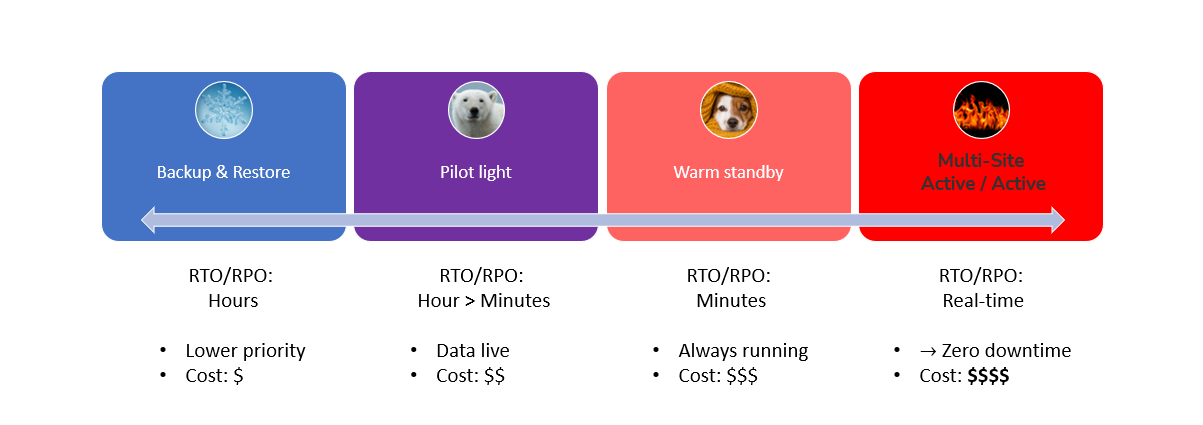 Backup & Restore
Pilot light
Warm standby
Multi-Site
Active / Active
RTO/RPO:
Hours
• Lower priority
• Cost: $
RTO/RPO:
Hour > Minutes
• Data live
• Cost: $$
RTO/RPO:
Minutes
• Always running
• Cost: $$$
RTO/RPO:
Real-time
• → Zero downtime
• Cost: $$$$